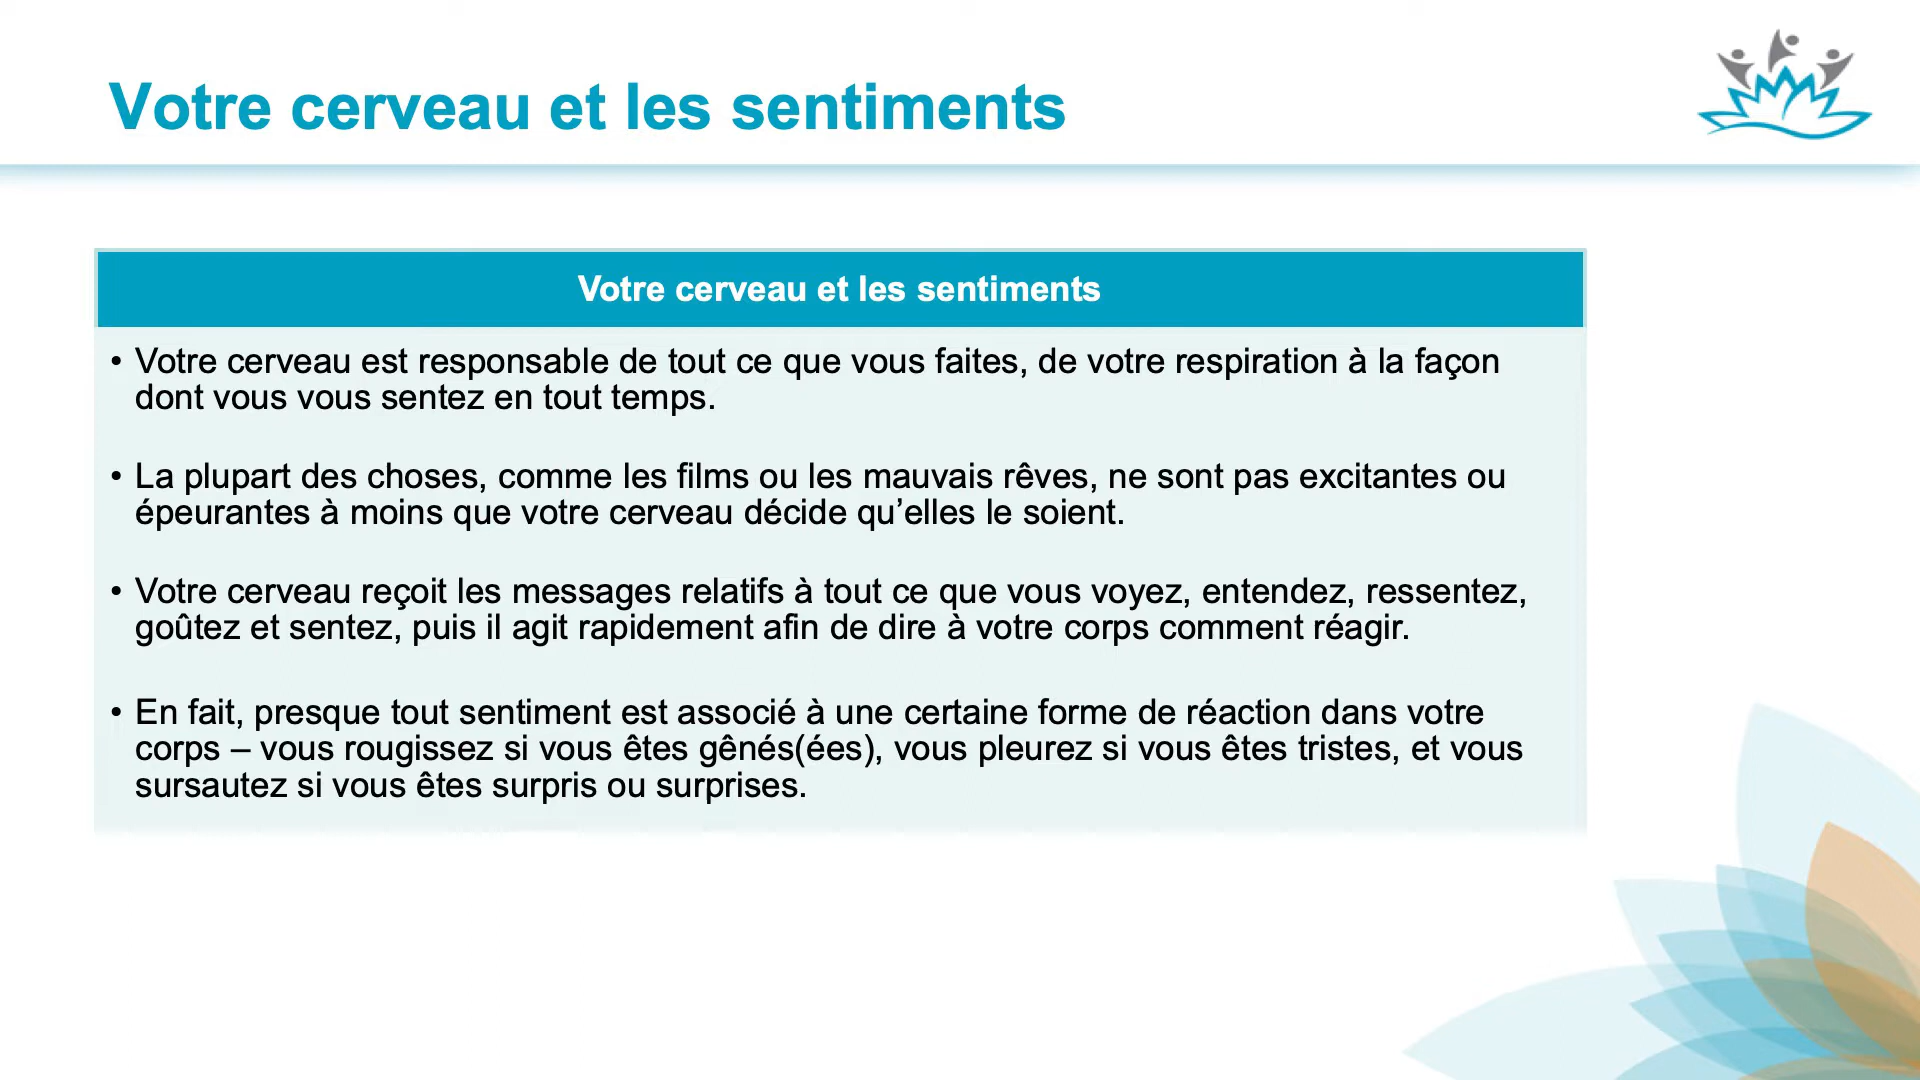 Votre cerveau et les sentiments
Votre cerveau et les sentiments
• Votre cerveau est responsable de tout ce que vous faites, de votre respiration à la façon
dont vous vous sentez en tout temps.
• La plupart des choses, comme les films ou les mauvais rêves, ne sont pas excitantes ou
épeurantes à moins que votre cerveau décide qu’elles le soient.
• Votre cerveau reçoit les messages relatifs à tout ce que vous voyez, entendez, ressentez,
goûtez et sentez, puis il agit rapidement afin de dire à votre corps comment réagir.
• En fait, presque tout sentiment est associé à une certaine forme de réaction dans votre
corps – vous rougissez si vous êtes gênés(ées), vous pleurez si vous êtes tristes, et vous
sursautez si vous êtes surpris ou surprises.